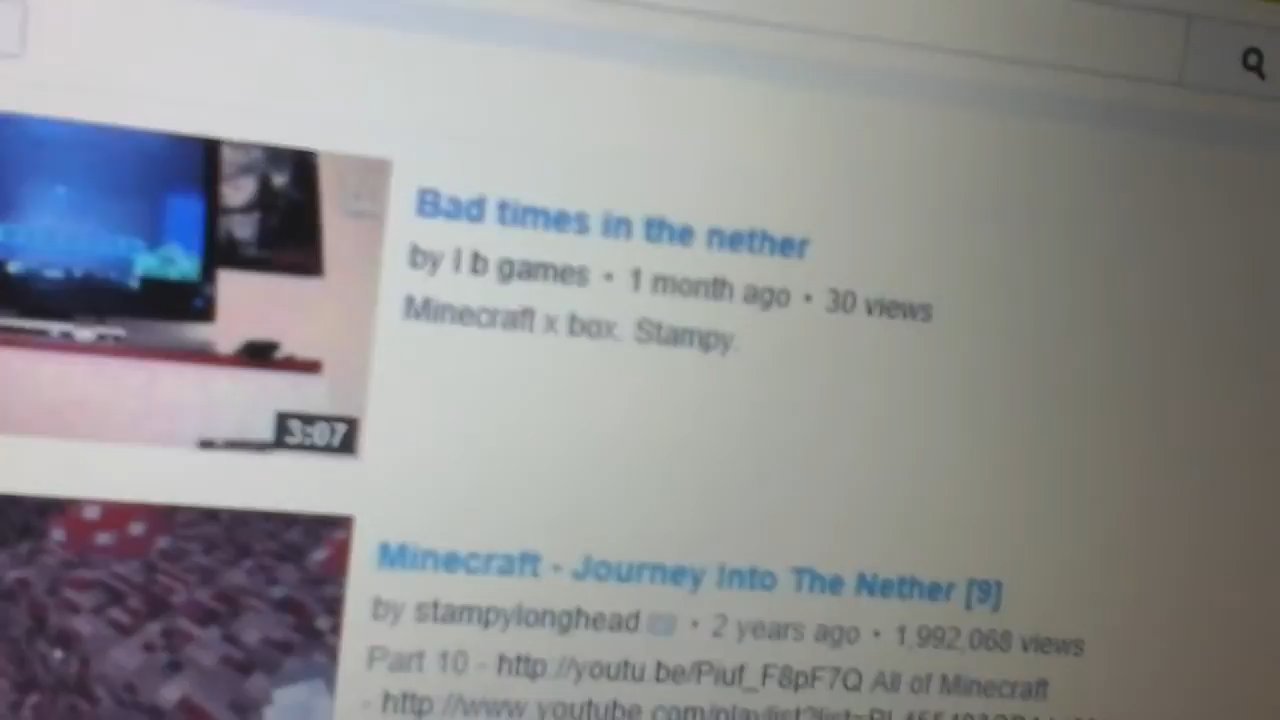 Bad times in the nether
by l b games • 1 month ago • 30 views
Minecraft x box. Stampy.
3:07
Minecraft - Journey Into The Nether [9]
by stampylonghead • 2 years ago • 1,992,068 views
Part 10 - http://youtu.be/Piuf_F8pF7Q All of Minecraft
- http://www.youtube.com/playlist?list=